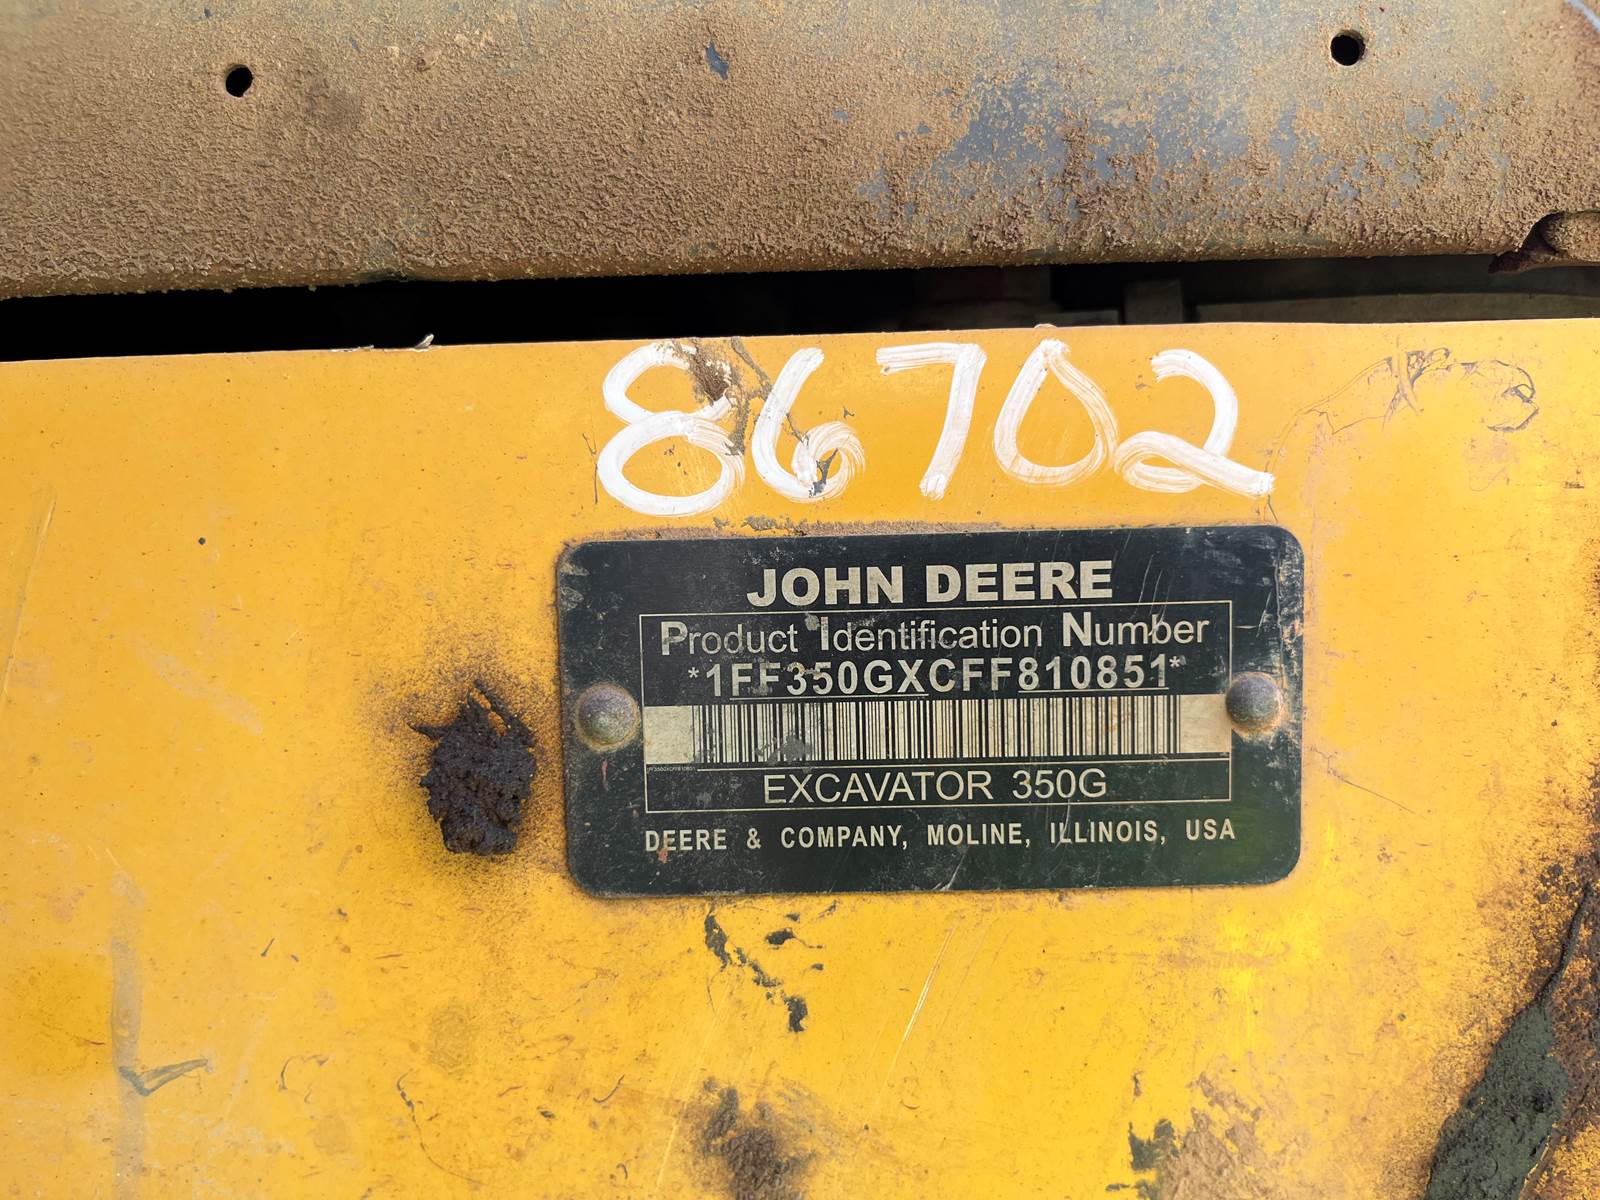 86702
JOHN DEERE
Product Identification Number
*1FF350GXCFF810851*
EXCAVATOR 350G
DEERE & COMPANY, MOLINE, ILLINOIS, USA